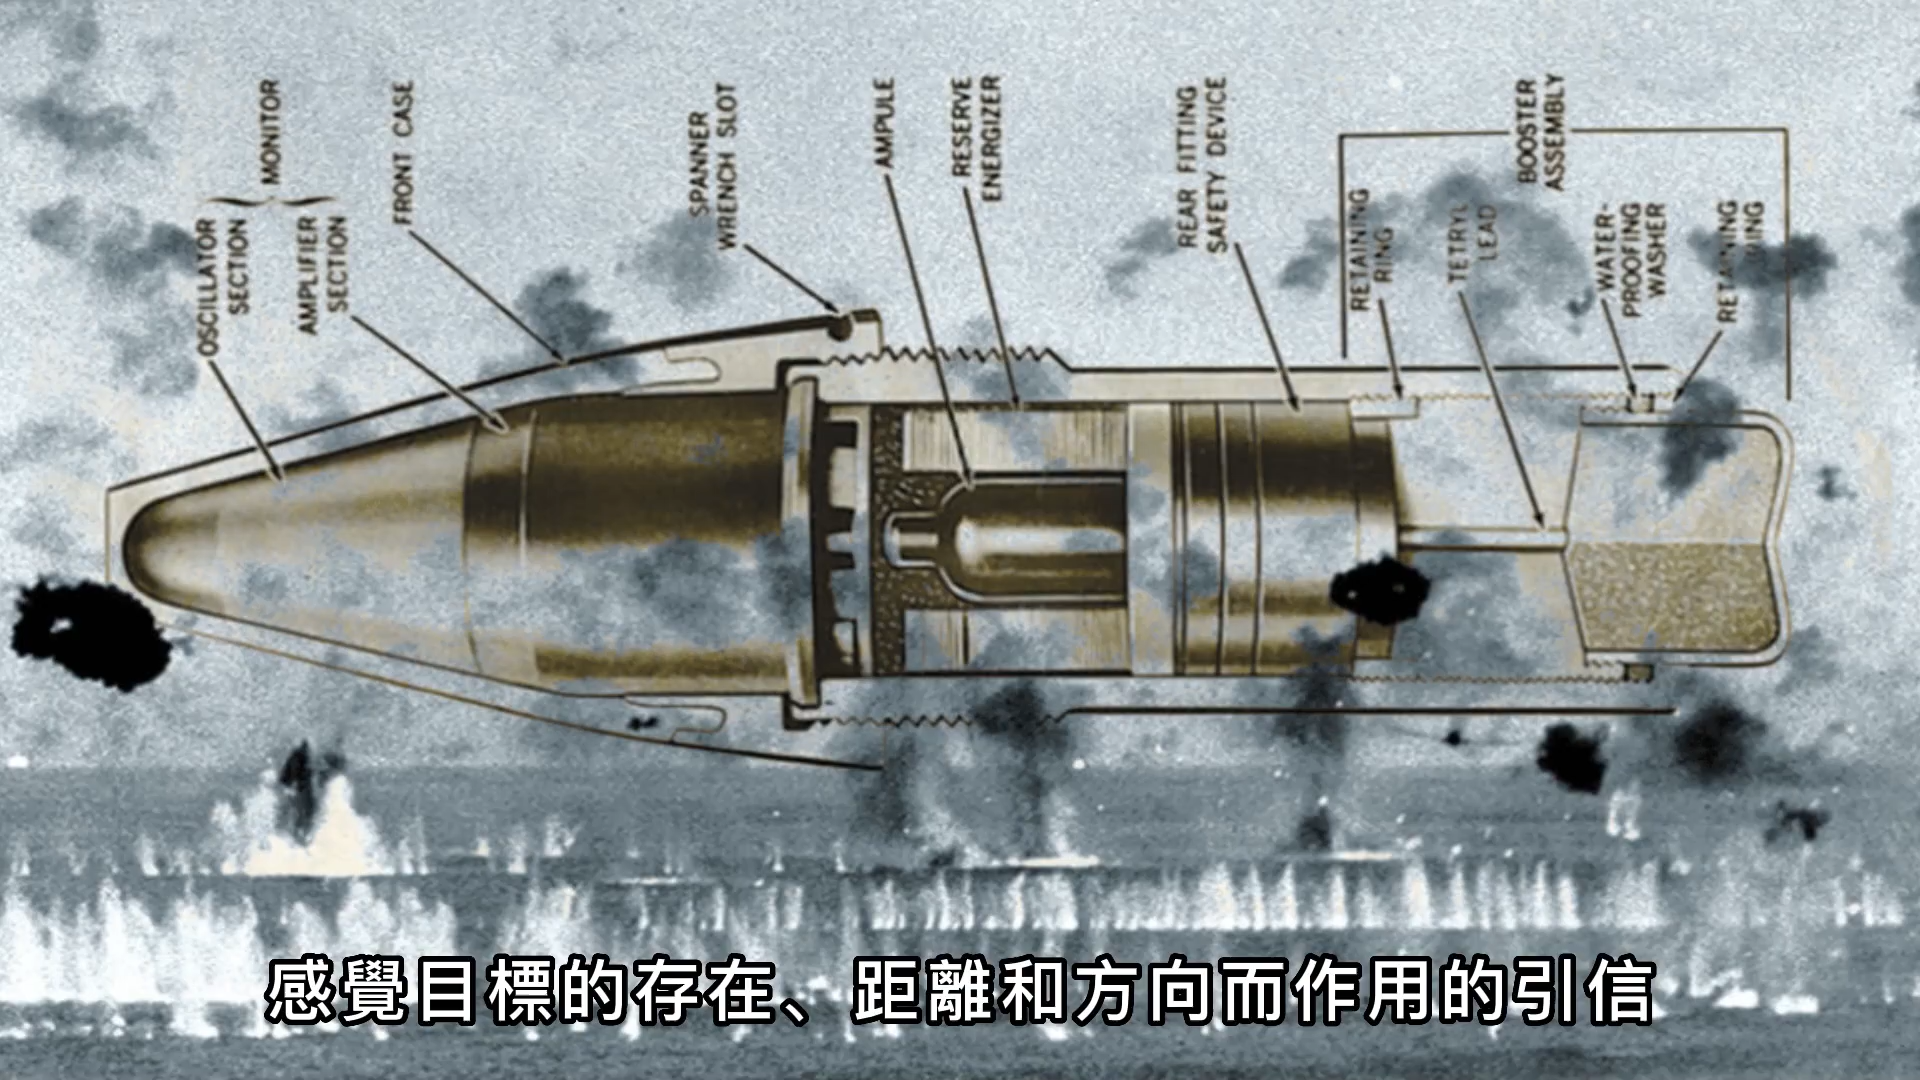 OSCILLATOR
SECTION
MONITOR
AMPLIFIER
SECTION
FRONT CASE
SPANNER
WRENCH SLOT
AMPULE
RESERVE
ENERGIZER
REAR FITTING
SAFETY DEVICE
BOOSTER
ASSEMBLY
RETAINING
RING
TETRYL
LEAD
WATER-
PROOFING
WASHER
RETAINING
RING
感覺目標的存在、距離和方向而作用的引信